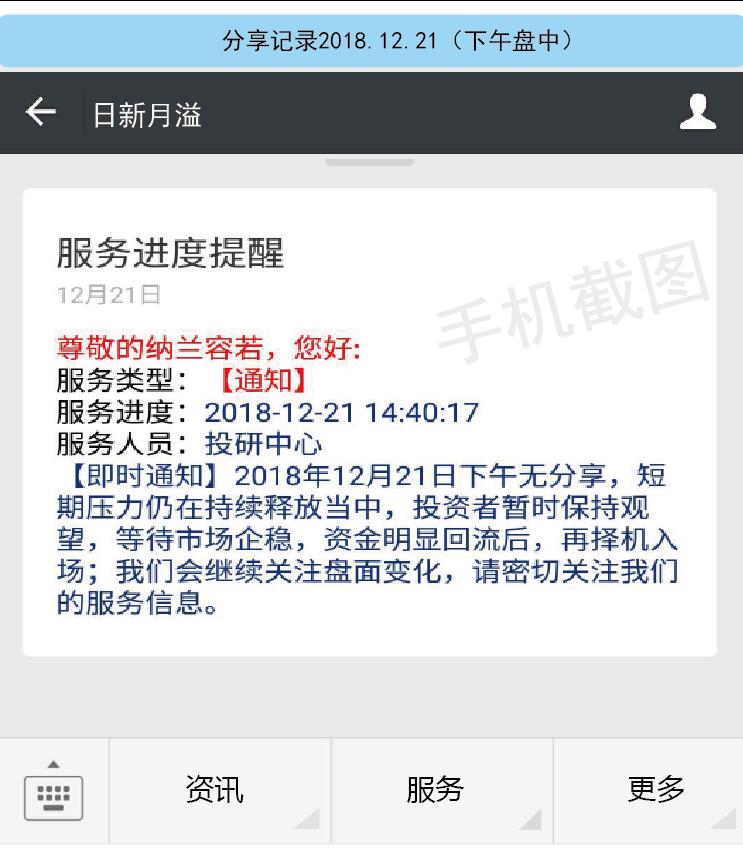 分享记录2018.12.21（下午盘中）
日新月溢
服务进度提醒
12月21日
手机截图
尊敬的纳兰容若，您好:
服务类型：【通知】
服务进度：2018-12-21 14:40:17
服务人员：投研中心
【即时通知】2018年12月21日下午无分享，短
期压力仍在持续释放当中，投资者暂时保持观
望，等待市场企稳，资金明显回流后，再择机入
场；我们会继续关注盘面变化，请密切关注我们
的服务信息。
资讯
服务
更多